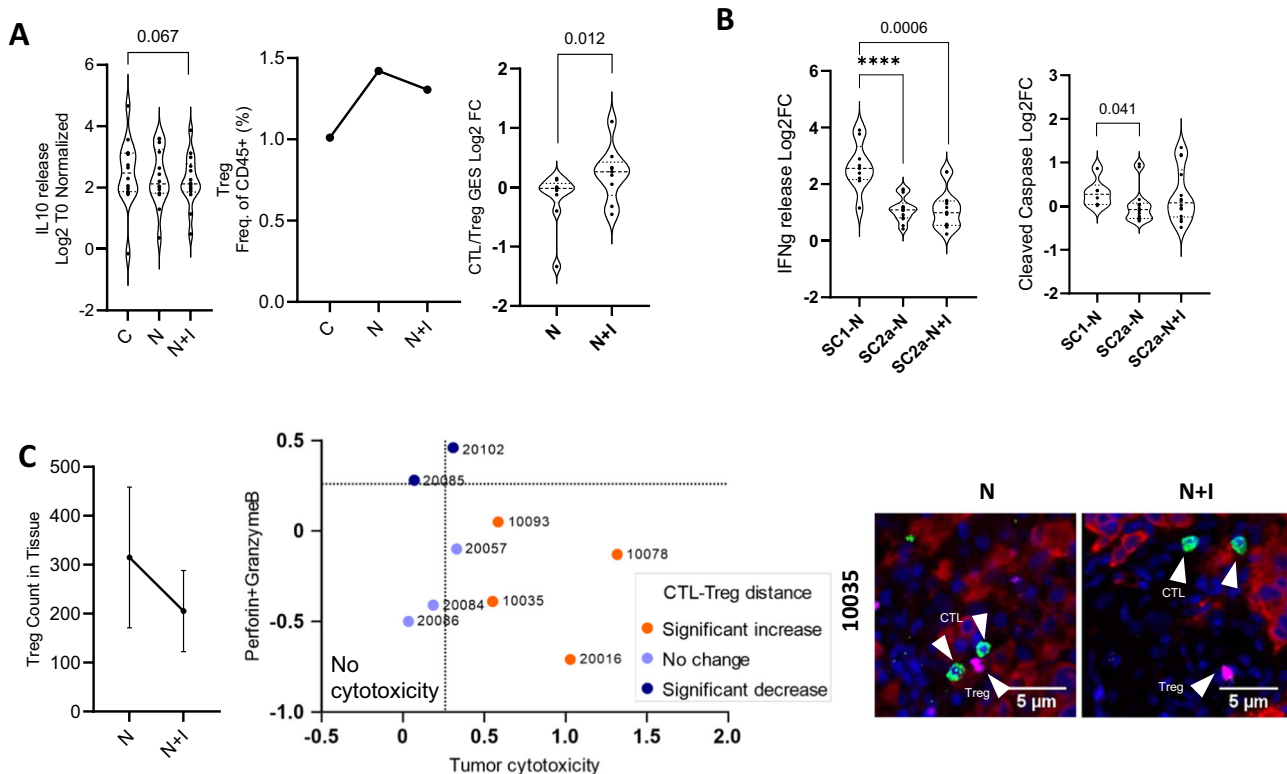 A
0.067
IL10 release
Log2 T0 Normalized
6
4
2
0
-2
C
N
N+I
Treg
Freq. of CD45+ (%)
1.5
1.0
0.5
0.0
C
N
N+I
0.012
CTL/Treg GES Log2 FC
2
1
0
-1
-2
N
N+I
B
0.0006
****
IFNg release Log2FC
6
4
2
0
-2
SC1-N
SC2a-N
SC2a-N+I
0.041
Cleaved Caspase Log2FC
3
2
1
0
-1
-2
SC1-N
SC2a-N
SC2a-N+I
C
Treg Count in Tissue
500
400
300
200
100
0
N
N+I
Perforin+GranzymeB
0.5
0
-0.5
-1.0
20102
20085
10093
20057
10078
20084
10035
20086
20016
No
cytotoxicity
CTL-Treg distance
Significant increase
No change
Significant decrease
-0.5
0
0.5
1.0
1.5
2.0
Tumor cytotoxicity
N
N+I
10035
CTL
Treg
5 µm
CTL
Treg
5 µm